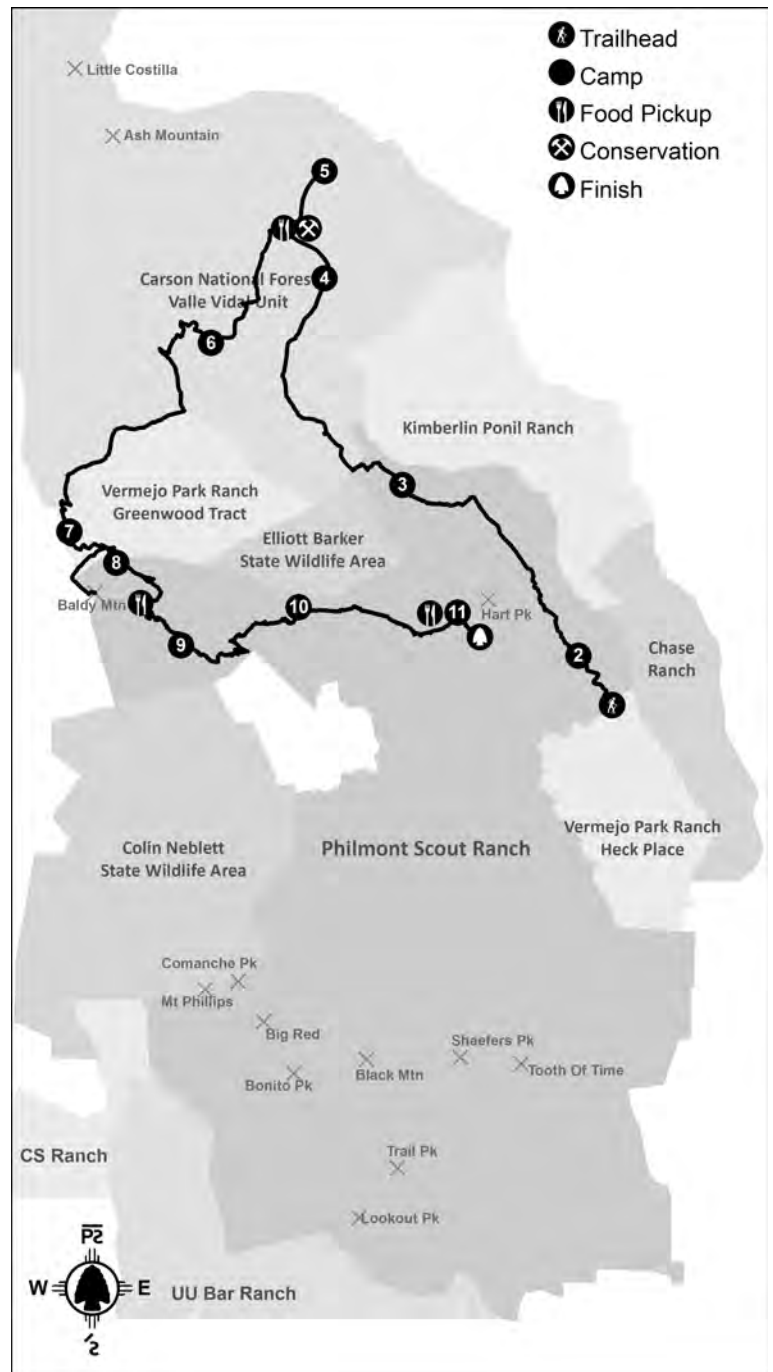 Trailhead
Camp
Food Pickup
Conservation
Finish
Little Costilla
Ash Mountain
5
4
Carson National Forest
Valle Vidal Unit
6
Kimberlin Ponil Ranch
3
Vermejo Park Ranch
Greenwood Tract
7
Elliott Barker
State Wildlife Area
8
Baldy Mtn
10
11
Hart Pk
9
2
Chase
Ranch
Vermejo Park Ranch
Heck Place
Colin Neblett
State Wildlife Area
Philmont Scout Ranch
Comanche Pk
Mt Phillips
Big Red
Bonito Pk
Black Mtn
Shaefers Pk
Tooth Of Time
Trail Pk
Lookout Pk
CS Ranch
W E
UU Bar Ranch